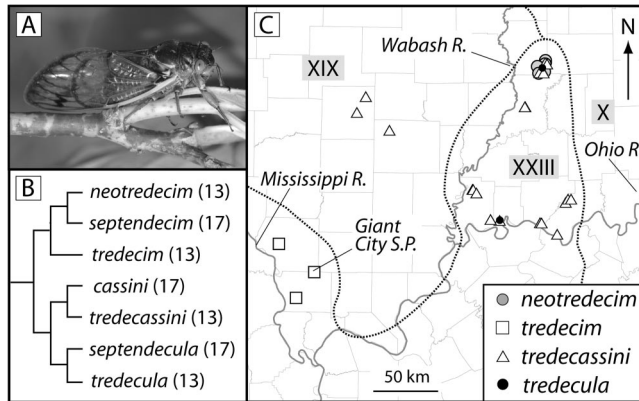 A
B
neotredecim (13)
septendecim (17)
tredecim (13)
cassini (17)
tredecassini (13)
septendecula (17)
tredecula (13)
C
Wabash R.
N
XIX
X
XXIII
Ohio R.
Mississippi R.
Giant
City S.P.
50 km
neotredecim
tredecim
tredecassini
tredecula